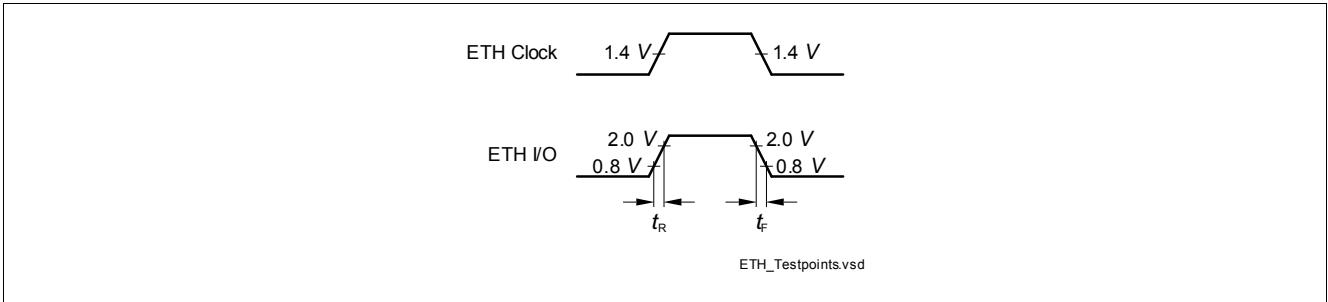 ETH Clock 1.4 V 1.4 V
2.0 V 2.0 V
ETH I/O
0.8 V 0.8 V
tR tF
ETH_Testpoints.vsd